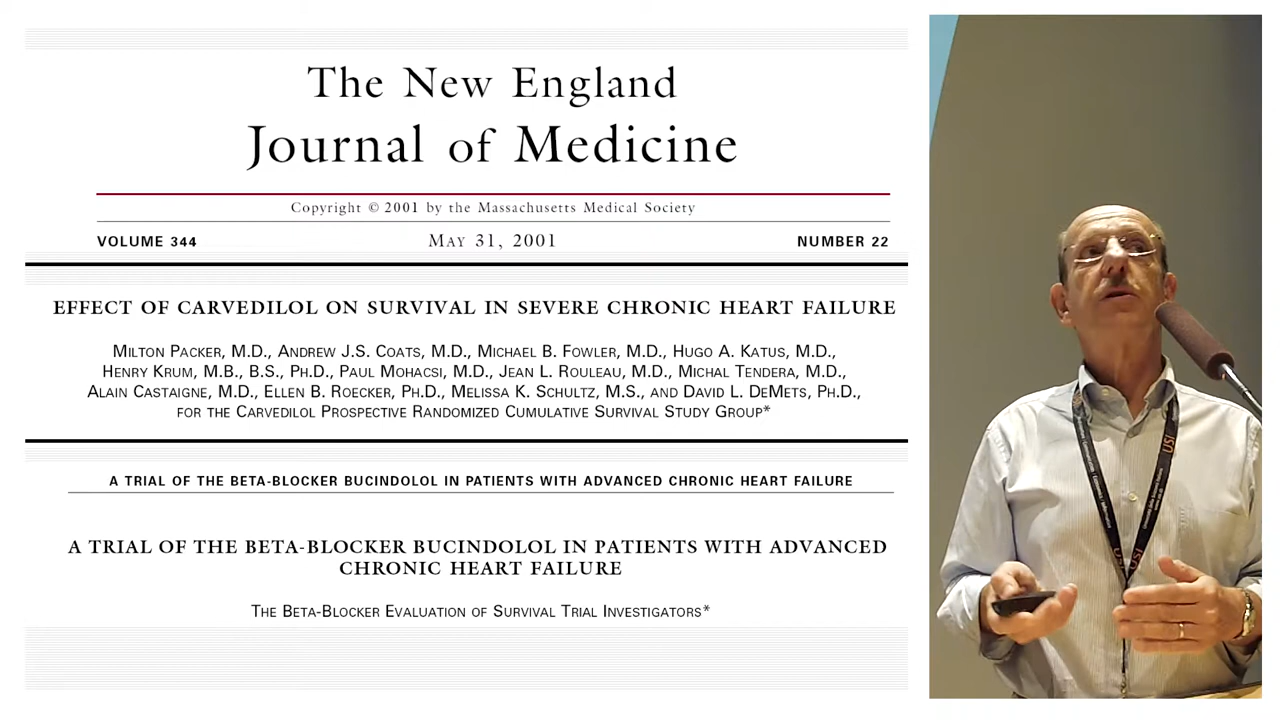 The New England
Journal of Medicine
Copyright © 2001 by the Massachusetts Medical Society
VOLUME 344
MAY 31, 2001
NUMBER 22
EFFECT OF CARVEDILOL ON SURVIVAL IN SEVERE CHRONIC HEART FAILURE
MILTON PACKER, M.D., ANDREW J.S. COATS, M.D., MICHAEL B. FOWLER, M.D., HUGO A. KATUS, M.D.,
HENRY KRUM, M.B., B.S., PH.D., PAUL MOHACSI, M.D., JEAN L. ROULEAU, M.D., MICHAL TENDERA, M.D.,
ALAIN CASTAIGNE, M.D., ELLEN B. ROECKER, PH.D., MELISSA K. SCHULTZ, M.S., AND DAVID L. DEMETS, PH.D.,
FOR THE CARVEDILOL PROSPECTIVE RANDOMIZED CUMULATIVE SURVIVAL STUDY GROUP*
A TRIAL OF THE BETA-BLOCKER BUCINDOLOL IN PATIENTS WITH ADVANCED CHRONIC HEART FAILURE
A TRIAL OF THE BETA-BLOCKER BUCINDOLOL IN PATIENTS WITH ADVANCED
CHRONIC HEART FAILURE
THE BETA-BLOCKER EVALUATION OF SURVIVAL TRIAL INVESTIGATORS*
USI
USI